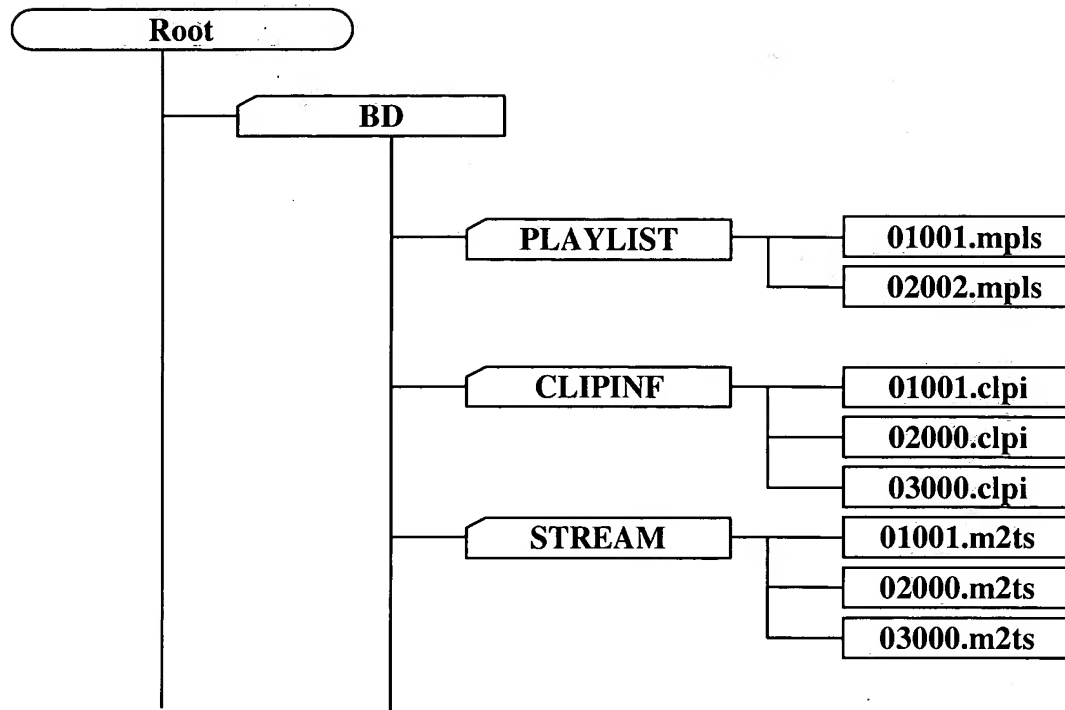 Root
BD
PLAYLIST
01001.mpls
02002.mpls
CLIPINF
01001.clpi
02000.clpi
03000.clpi
STREAM
01001.m2ts
02000.m2ts
03000.m2ts